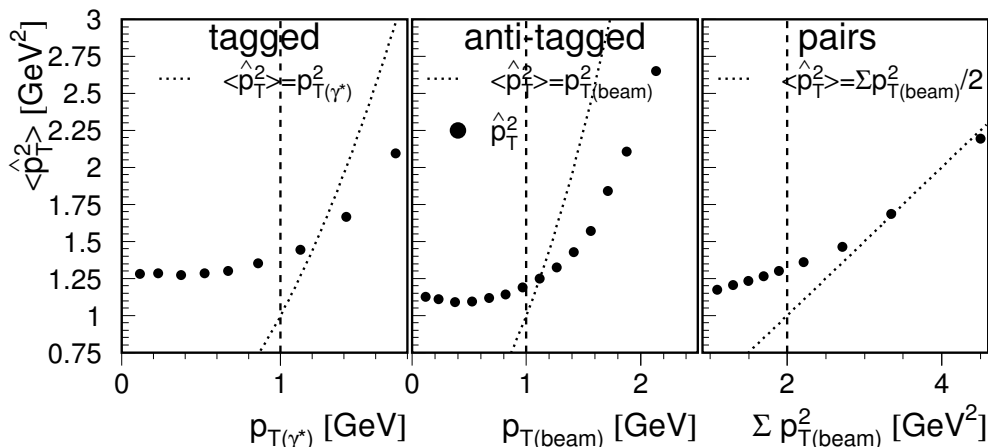 <p̂²_T> [GeV²]
3
2.75
2.5
2.25
2
1.75
1.5
1.25
1
0.75
tagged
<p̂²_T>=p²_T(γ*)
anti-tagged
<p̂²_T>=p²_T(beam)
p̂²_T
pairs
<p̂²_T>=Σp²_T(beam)/2
0 1
0 1 2
2 4
p_T(γ*) [GeV]
p_T(beam) [GeV]
Σ p²_T(beam) [GeV²]